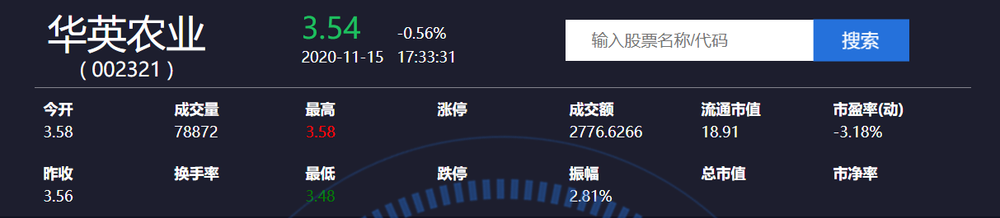 华英农业
( 002321 )
3.54 -0.56%
2020-11-15 17:33:31
输入股票名称/代码 搜索
今开 成交量 最高 涨停 成交额 流通市值 市盈率(动)
3.58 78872 3.58 2776.6266 18.91 -3.18%
昨收 换手率 最低 跌停 振幅 总市值 市净率
3.56 3.48 2.81%